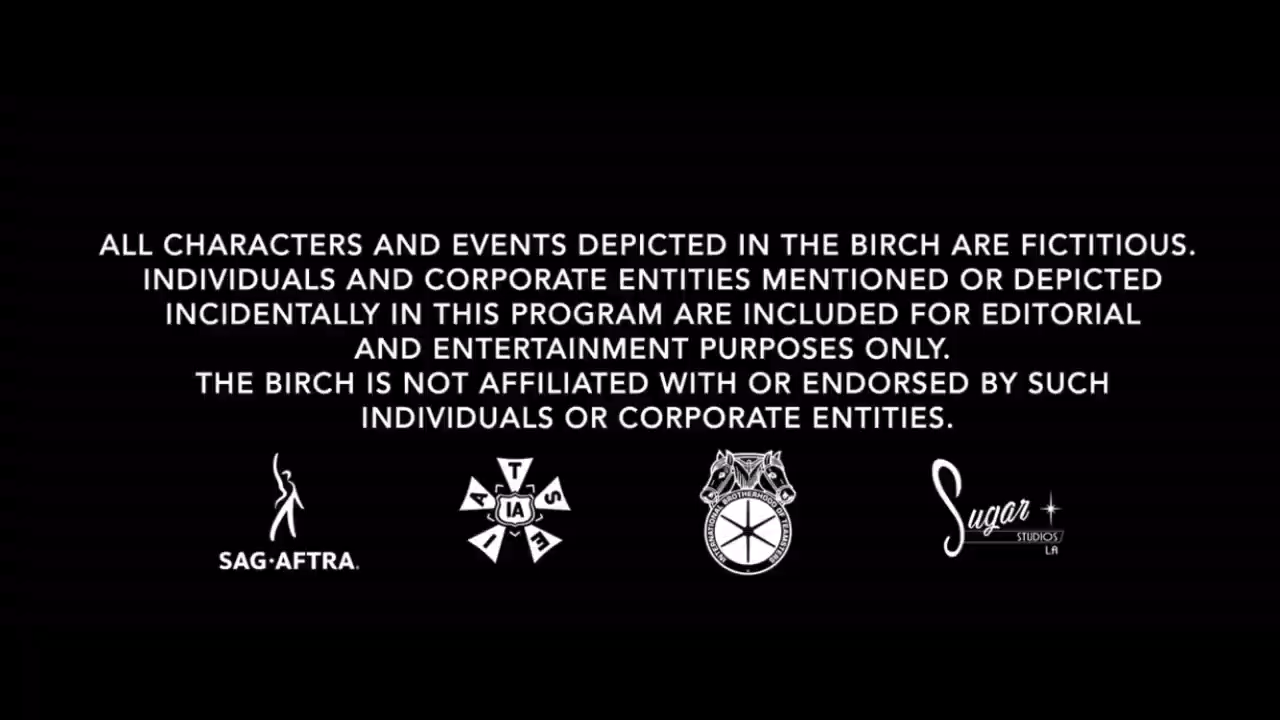 ALL CHARACTERS AND EVENTS DEPICTED IN THE BIRCH ARE FICTITIOUS.
INDIVIDUALS AND CORPORATE ENTITIES MENTIONED OR DEPICTED
INCIDENTALLY IN THIS PROGRAM ARE INCLUDED FOR EDITORIAL
AND ENTERTAINMENT PURPOSES ONLY.
THE BIRCH IS NOT AFFILIATED WITH OR ENDORSED BY SUCH
INDIVIDUALS OR CORPORATE ENTITIES.
SAG·AFTRA®
I A T S E
IA
INTERNATIONAL BROTHERHOOD OF TEAMSTERS
Sugar
STUDIOS
LA